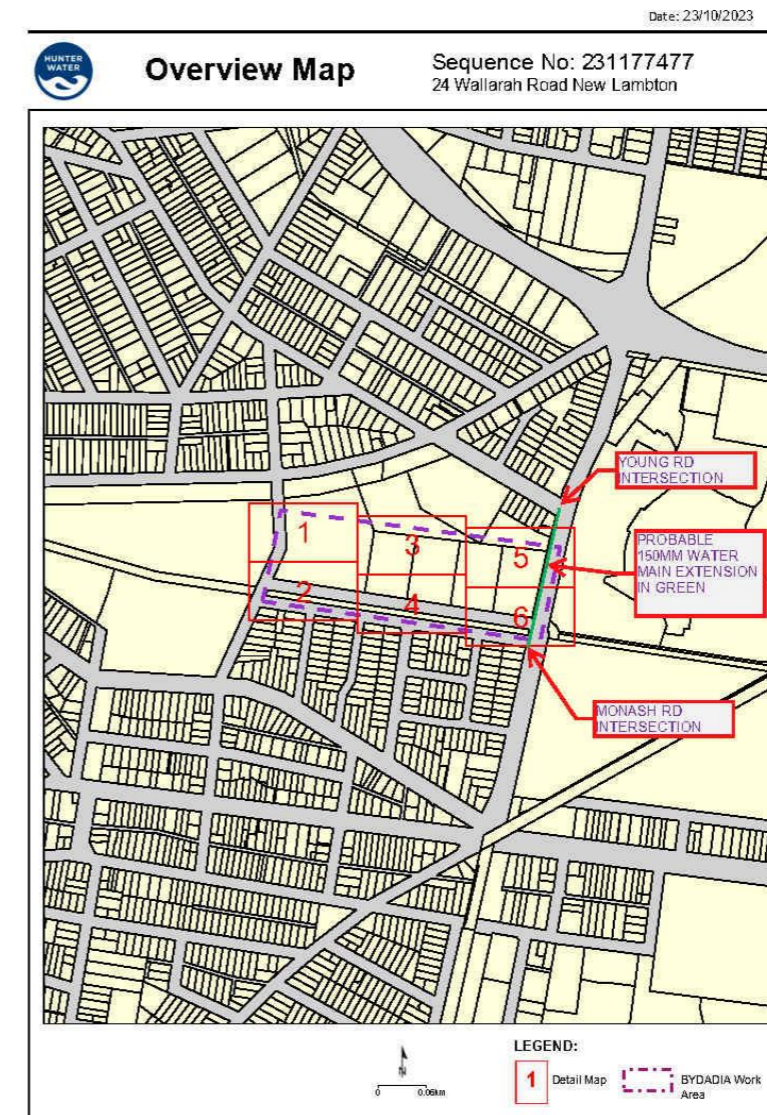 Date: 23/10/2023
HUNTER
WATER
Overview Map
Sequence No: 231177477
24 Wallarah Road New Lambton
YOUNG RD
INTERSECTION
1
3
5
PROBABLE
150MM WATER
MAIN EXTENSION
IN GREEN
2
4
6
MONASH RD
INTERSECTION
LEGEND:
N
0 0.06km
1 Detail Map
BYDADIA Work
Area